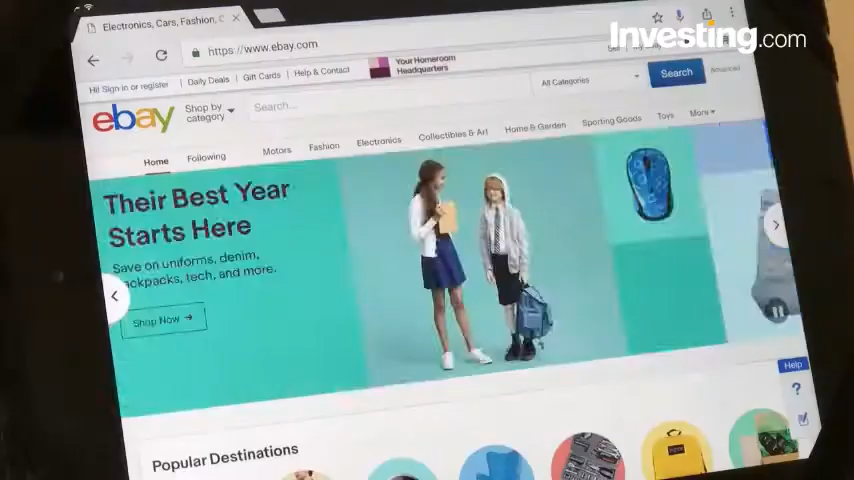 Electronics, Cars, Fashion, C
Investing.com
https://www.ebay.com
Hi! Sign in or register
Daily Deals
Gift Cards
Help & Contact
Your Homeroom
Headquarters
ebay
Shop by
category
Search...
All Categories
Search
Advanced
Home
Following
Motors
Fashion
Electronics
Collectibles & Art
Home & Garden
Sporting Goods
Toys
More
Their Best Year
Starts Here
Save on uniforms, denim,
ackpacks, tech, and more.
Shop Now →
Help
?
Popular Destinations